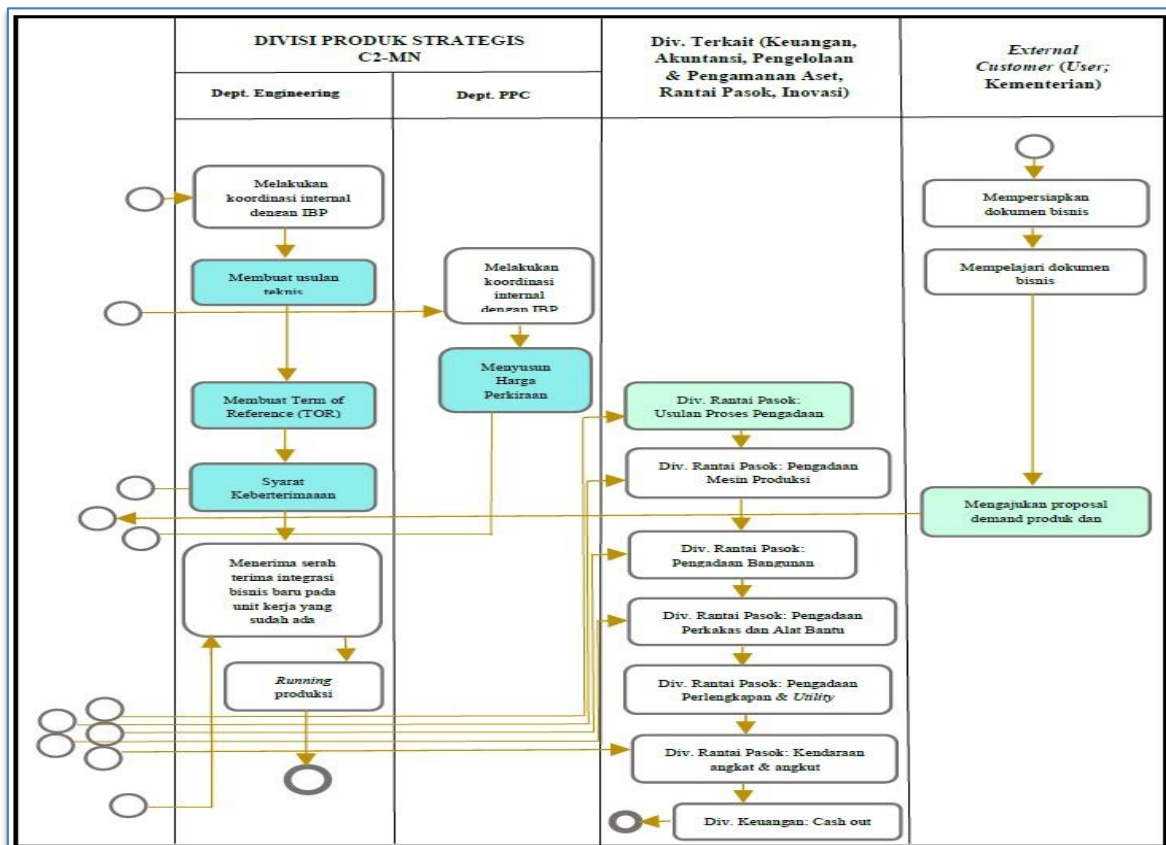 DIVISI PRODUK STRATEGIS
C2-MN
Dept. Engineering
Dept. PPC
Div. Terkait (Keuangan,
Akuntansi, Pengelolaan
& Pengamanan Aset,
Rantai Pasok, Inovasi)
External
Customer (User;
Kementerian)
Melakukan
koordinasi internal
dengan IBP
Membuat usulan
teknis
Membuat Term of
Reference (TOR)
Syarat
Keberterimaaan
Menerima serah
terima integrasi
bisnis baru pada
unit kerja yang
sudah ada
Running
produksi
Melakukan
koordinasi
internal
dengan IBP
Menyusun
Harga
Perkiraan
Div. Rantai Pasok:
Usulan Proses Pengadaan
Div. Rantai Pasok: Pengadaan
Mesin Produksi
Div. Rantai Pasok:
Pengadaan Bangunan
Div. Rantai Pasok: Pengadaan
Perkakas dan Alat Bantu
Div. Rantai Pasok: Pengadaan
Perlengkapan & Utility
Div. Rantai Pasok: Kendaraan
angkat & angkut
Div. Keuangan: Cash out
Mempersiapkan
dokumen bisnis
Mempelajari dokumen
bisnis
Mengajukan proposal
demand produk dan